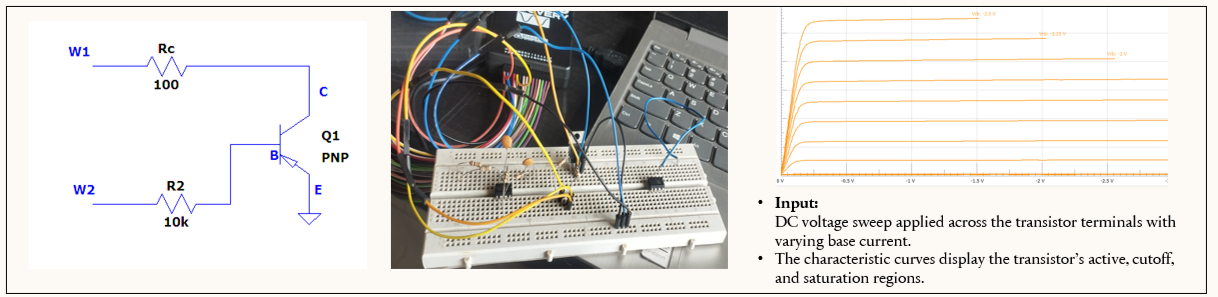 W1
Rc
100
C
Q1
PNP
B
W2
R2
10k
E
-0.5 V
-1 V
-1.5 V
-2 V
-2.5 V
• Input:
DC voltage sweep applied across the transistor terminals with
varying base current.
• The characteristic curves display the transistor's active, cutoff,
and saturation regions.